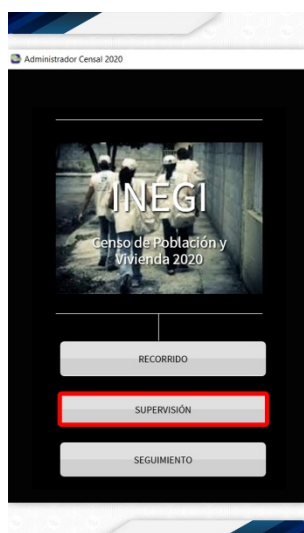 Administrador Censal 2020
INEGI
Censo de Población y
Vivienda 2020
RECORRIDO
SUPERVISIÓN
SEGUIMIENTO